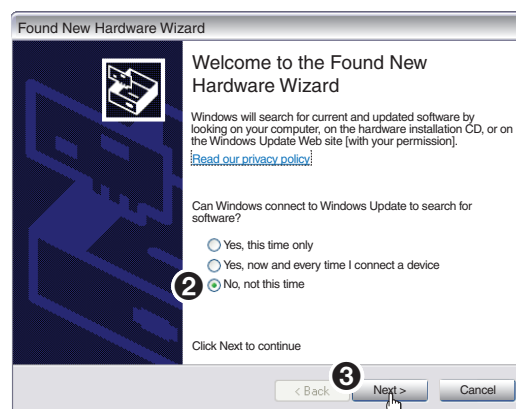 Found New Hardware Wizard
Welcome to the Found New
Hardware Wizard
Windows will search for current and updated software by
looking on your computer, on the hardware installation CD, or on
the Windows Update Web site [with your permission].
Read our privacy policy
Can Windows connect to Windows Update to search for
software?
Yes, this time only
Yes, now and every time I connect a device
2 No, not this time
Click Next to continue
3
< Back Next > Cancel